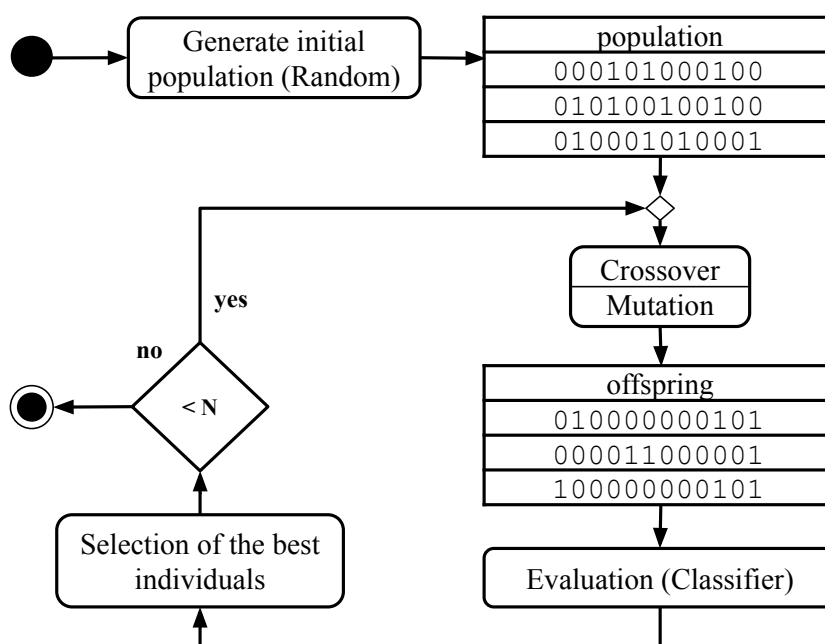 Generate initial
population (Random)
population
000101000100
010100100100
010001010001
Crossover
Mutation
yes
no
< N
offspring
010000000101
000011000001
100000000101
Selection of the best
individuals
Evaluation (Classifier)